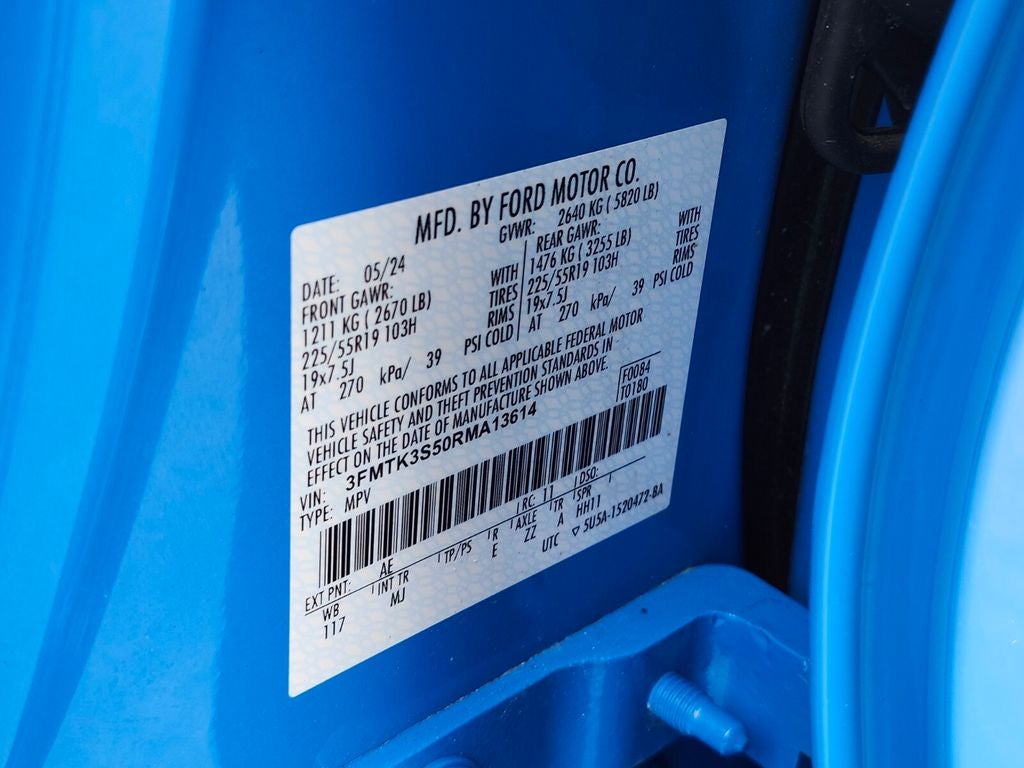 MFD. BY FORD MOTOR CO.
DATE: 05/24 GVWR: 2640 KG ( 5820 LB)
FRONT GAWR: REAR GAWR:
1211 KG ( 2670 LB) WITH 1476 KG ( 3255 LB) WITH
225/55R19 103H TIRES 225/55R19 103H TIRES
19x7.5J RIMS 19x7.5J RIMS
AT 270 kPa/ 39 PSI COLD AT 270 kPa/ 39 PSI COLD
THIS VEHICLE CONFORMS TO ALL APPLICABLE FEDERAL MOTOR
VEHICLE SAFETY AND THEFT PREVENTION STANDARDS IN
EFFECT ON THE DATE OF MANUFACTURE SHOWN ABOVE.
VIN: 3FMTK3S50RMA13614 F0084
TYPE: MPV T0180
EXT PNT: AE RC: 11 DSO:
WB INT TR TP/PS R AXLE TR SPR
117 MJ E ZZ A HH11
UTC ▽ 5U5A-1520472-BA